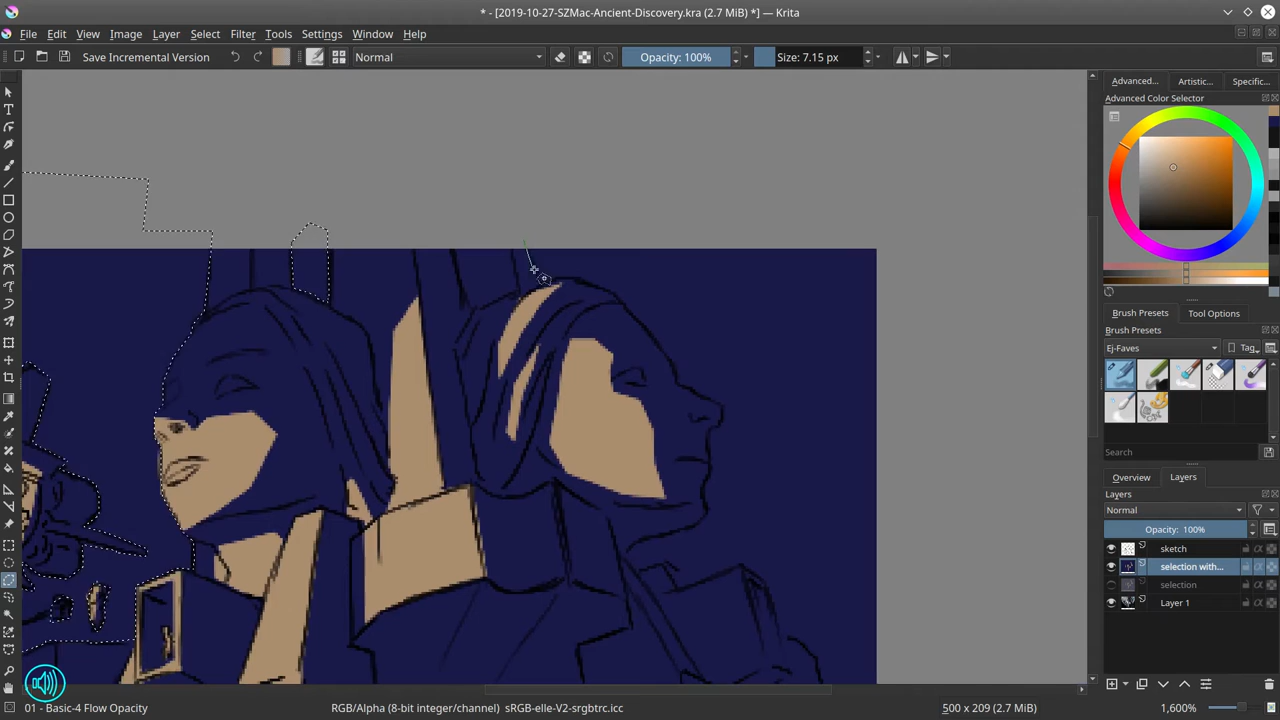 * - [2019-10-27-SZMac-Ancient-Discovery.kra (2.7 MiB) *] — Krita
File Edit View Image Layer Select Filter Tools Settings Window Help
Save Incremental Version Normal Opacity: 100% Size: 7.15 px
Advanced... Artistic... Specific...
Advanced Color Selector
Brush Presets Tool Options
Brush Presets
Ej-Faves Tag
Search
Overview Layers
Layers
Normal
Opacity: 100%
sketch
selection with...
selection
Layer 1
01 - Basic-4 Flow Opacity RGB/Alpha (8-bit integer/channel) sRGB-elle-V2-srgbtrc.icc 500 x 209 (2.7 MiB) 1,600%